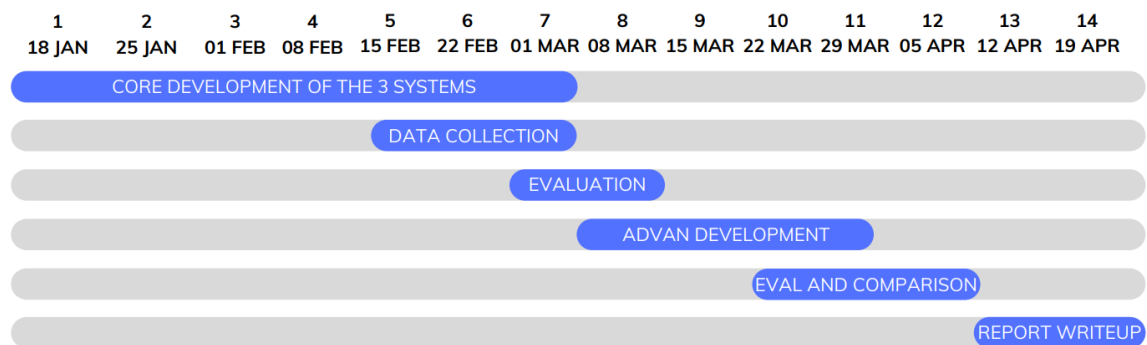 1 2 3 4 5 6 7 8 9 10 11 12 13 14
18 JAN 25 JAN 01 FEB 08 FEB 15 FEB 22 FEB 01 MAR 08 MAR 15 MAR 22 MAR 29 MAR 05 APR 12 APR 19 APR
CORE DEVELOPMENT OF THE 3 SYSTEMS
DATA COLLECTION
EVALUATION
ADVAN DEVELOPMENT
EVAL AND COMPARISON
REPORT WRITEUP